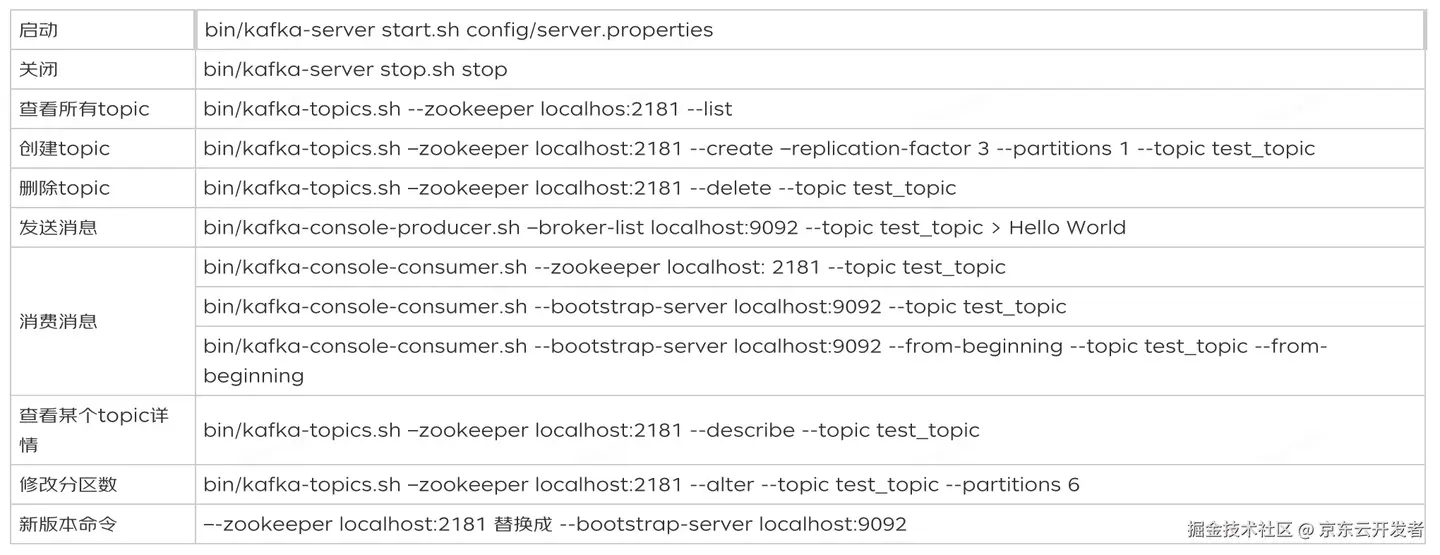 启动
bin/kafka-server start.sh config/server.properties
关闭
bin/kafka-server stop.sh stop
查看所有topic
bin/kafka-topics.sh --zookeeper localhos:2181 --list
创建topic
bin/kafka-topics.sh –zookeeper localhost:2181 --create –replication-factor 3 --partitions 1 --topic test_topic
删除topic
bin/kafka-topics.sh –zookeeper localhost:2181 --delete --topic test_topic
发送消息
bin/kafka-console-producer.sh –broker-list localhost:9092 --topic test_topic > Hello World
消费消息
bin/kafka-console-consumer.sh --zookeeper localhost: 2181 --topic test_topic
bin/kafka-console-consumer.sh --bootstrap-server localhost:9092 --topic test_topic
bin/kafka-console-consumer.sh --bootstrap-server localhost:9092 --from-beginning --topic test_topic --from-
beginning
查看某个topic详
情
bin/kafka-topics.sh –zookeeper localhost:2181 --describe --topic test_topic
修改分区数
bin/kafka-topics.sh –zookeeper localhost:2181 --alter --topic test_topic --partitions 6
新版本命令
–-zookeeper localhost:2181 替换成 --bootstrap-server localhost:9092
掘金技术社区 @ 京东云开发者